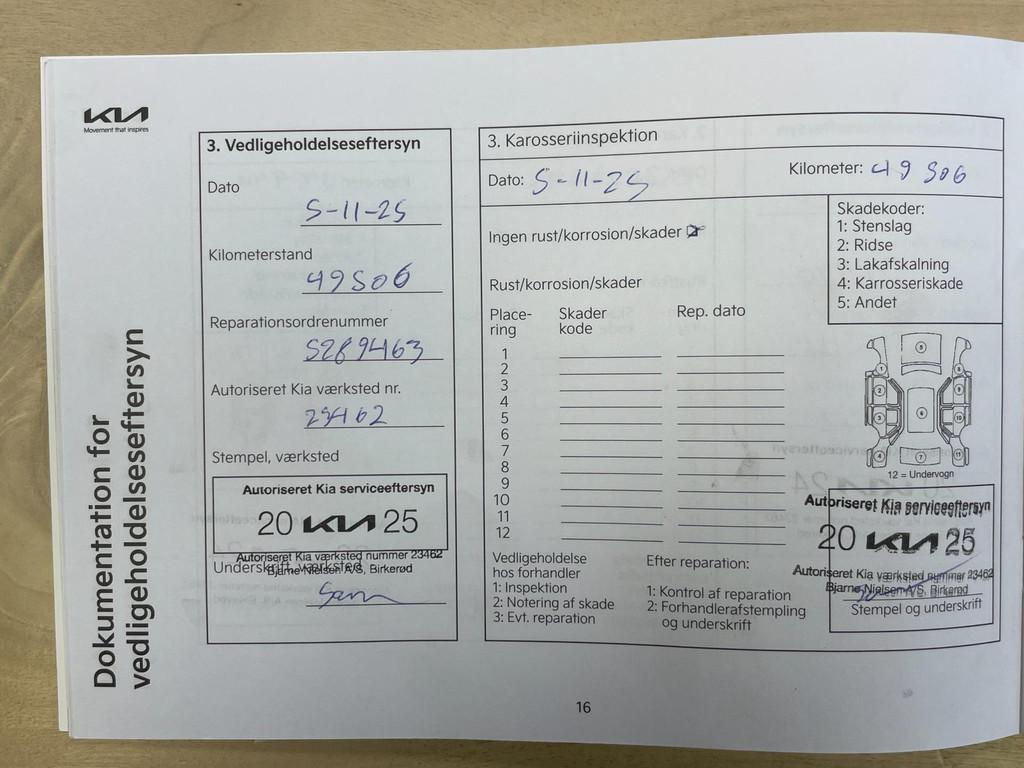 KIA
Movement that inspires
Dokumentation for
vedligeholdelseseftersyn
3. Vedligeholdelseseftersyn
Dato
5-11-25
Kilometerstand
49506
Reparationsordrenummer
5289463
Autoriseret Kia værksted nr.
23462
Stempel, værksted
Autoriseret Kia serviceeftersyn
20 KIA 25
Autoriseret Kia værksted nummer 23462
Bjarne Nielsen A/S, Birkerød
Underskrift, værksted
3. Karosseriinspektion
Dato: 5-11-25
Kilometer: 49 506
Ingen rust/korrosion/skader
Rust/korrosion/skader
Skadekoder:
1: Stenslag
2: Ridse
3: Lakafskalning
4: Karrosseriskade
5: Andet
Place-
ring
Skader
kode
Rep. dato
1
2
3
4
5
6
7
8
9
10
11
12
12 = Undervogn
Vedligeholdelse
hos forhandler
1: Inspektion
2: Notering af skade
3: Evt. reparation
Efter reparation:
1: Kontrol af reparation
2: Forhandlerafstempling
og underskrift
Autoriseret Kia serviceeftersyn
20 KIA 25
Autoriseret Kia værksted nummer 23462
Bjarne Nielsen A/S, Birkerød
Stempel og underskrift
16